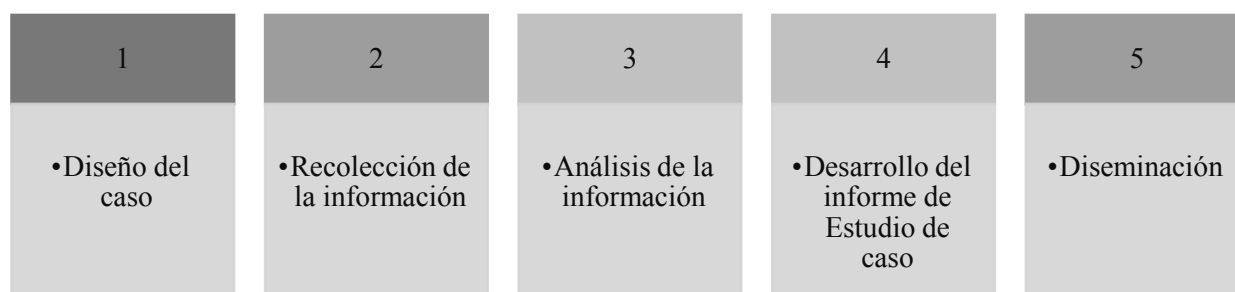 1
•Diseño del
caso
2
•Recolección de
la información
3
•Análisis de la
información
4
•Desarrollo del
informe de
Estudio de
caso
5
•Diseminación